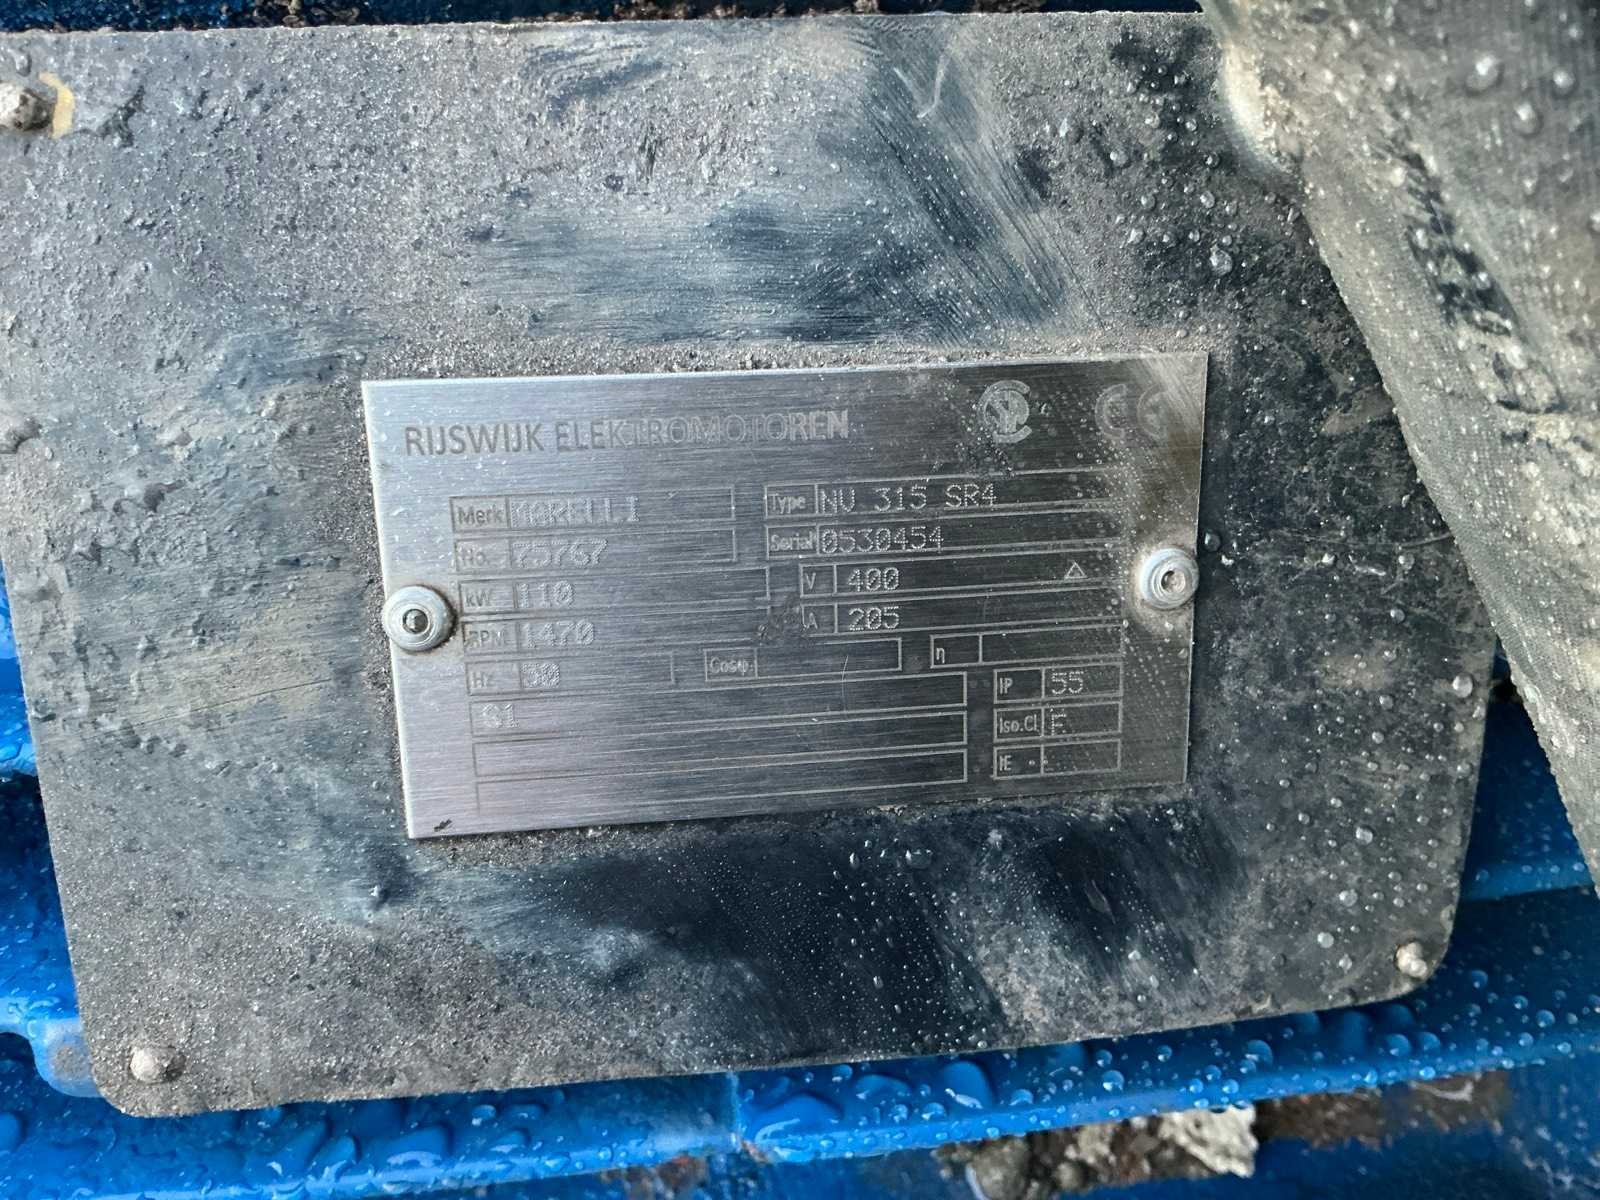 RIJSWIJK ELEKTROMOTOREN CE
Merk MORELLI Type NV 315 SR4
No. 75767 Serial 0530454
kW 110 V 400 △
RPM 1470 A 205
Hz 50 Cosφ η
S1 IP 55
Iso.Cl F
IE